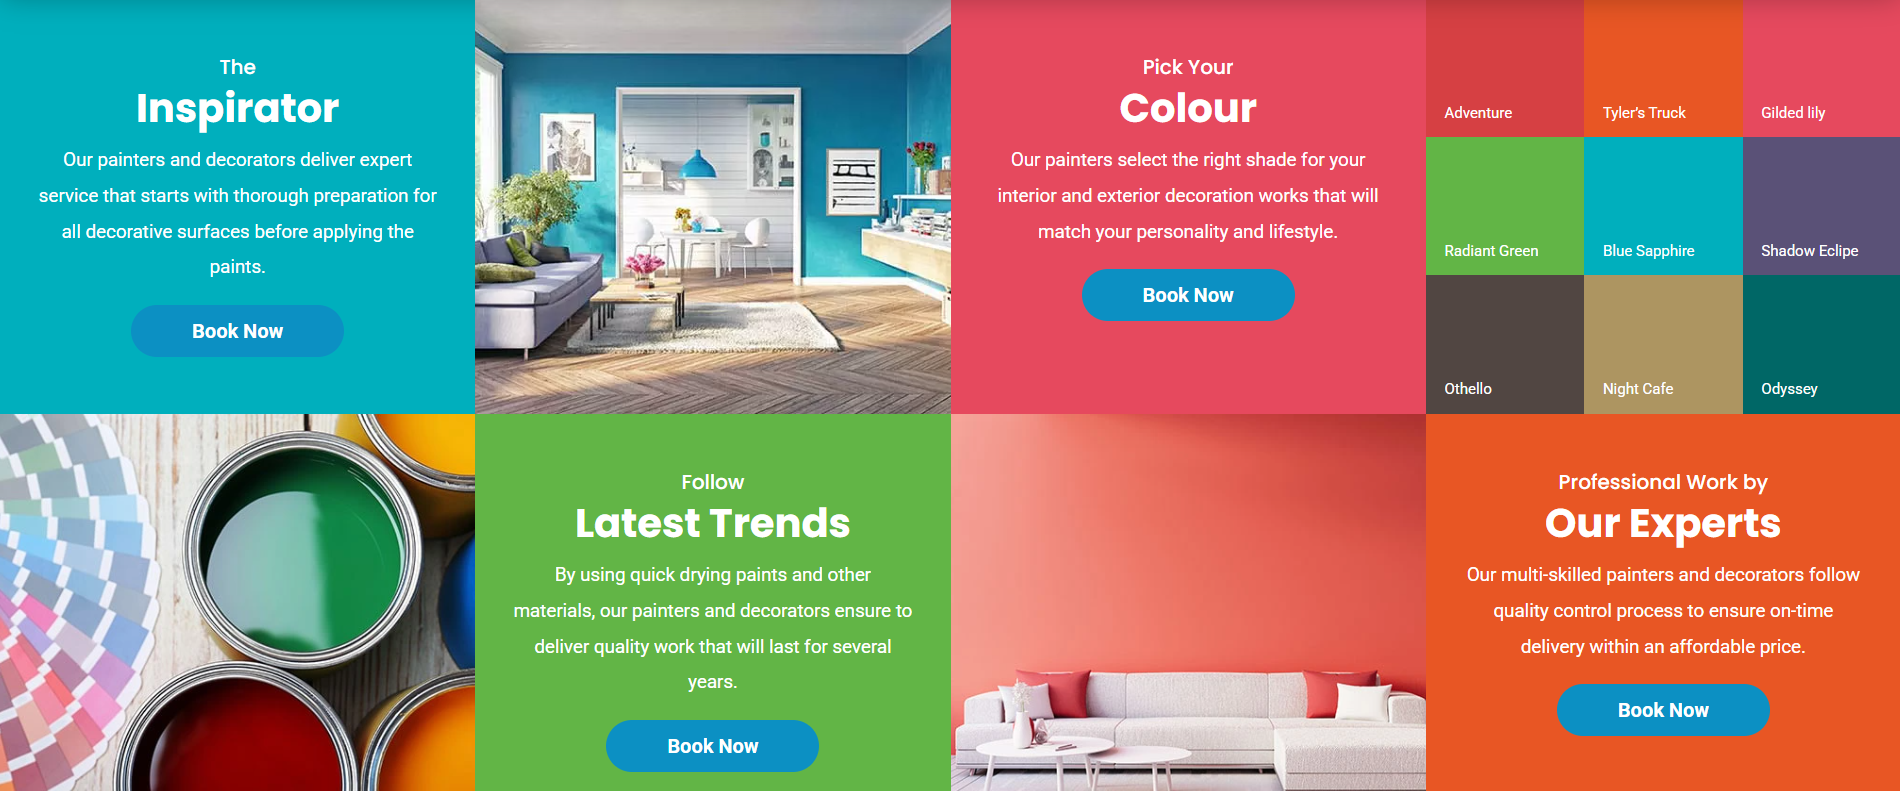 The
Inspirator
Our painters and decorators deliver expert
service that starts with thorough preparation for
all decorative surfaces before applying the
paints.
Book Now
Pick Your
Colour
Our painters select the right shade for your
interior and exterior decoration works that will
match your personality and lifestyle.
Book Now
Adventure
Tyler's Truck
Gilded lily
Radiant Green
Blue Sapphire
Shadow Eclipe
Othello
Night Cafe
Odyssey
Follow
Latest Trends
By using quick drying paints and other
materials, our painters and decorators ensure to
deliver quality work that will last for several
years.
Book Now
Professional Work by
Our Experts
Our multi-skilled painters and decorators follow
quality control process to ensure on-time
delivery within an affordable price.
Book Now